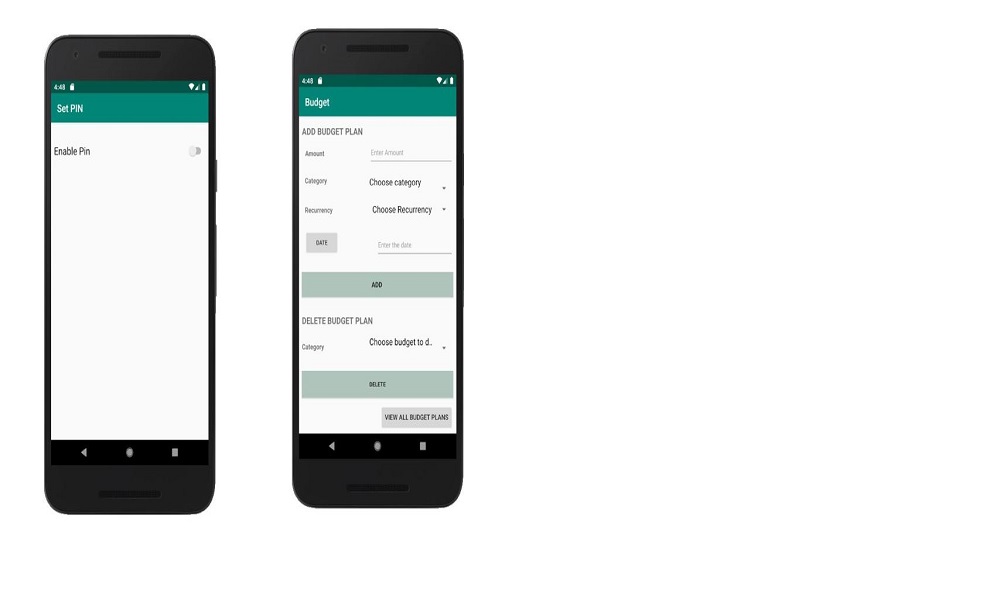 4:48
Set PIN
Enable Pin
4:48
Budget
ADD BUDGET PLAN
Amount Enter Amount
Category Choose category
Recurrency Choose Recurrency
DATE Enter the date
ADD
DELETE BUDGET PLAN
Category Choose budget to d..
DELETE
VIEW ALL BUDGET PLANS